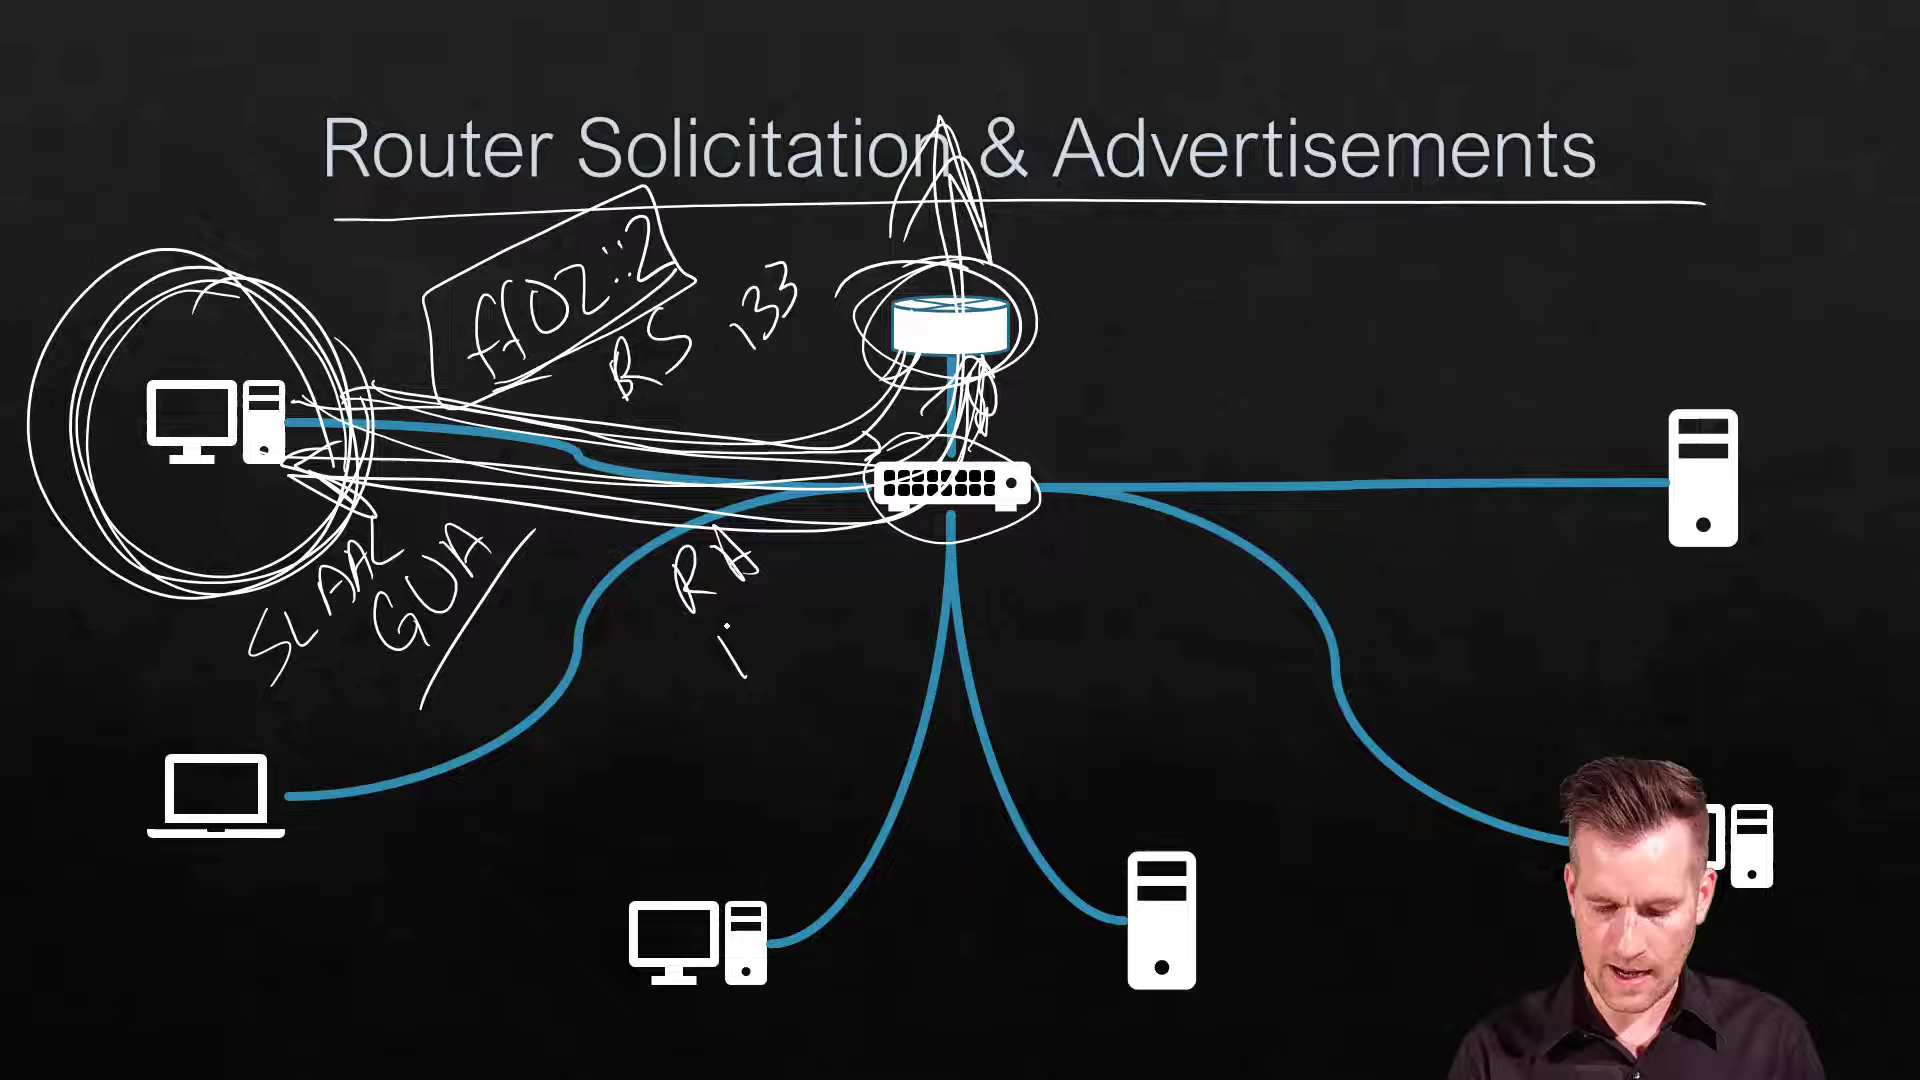 Router Solicitation & Advertisements
ff02::2
RS 133
SLAAC
GUA
RA